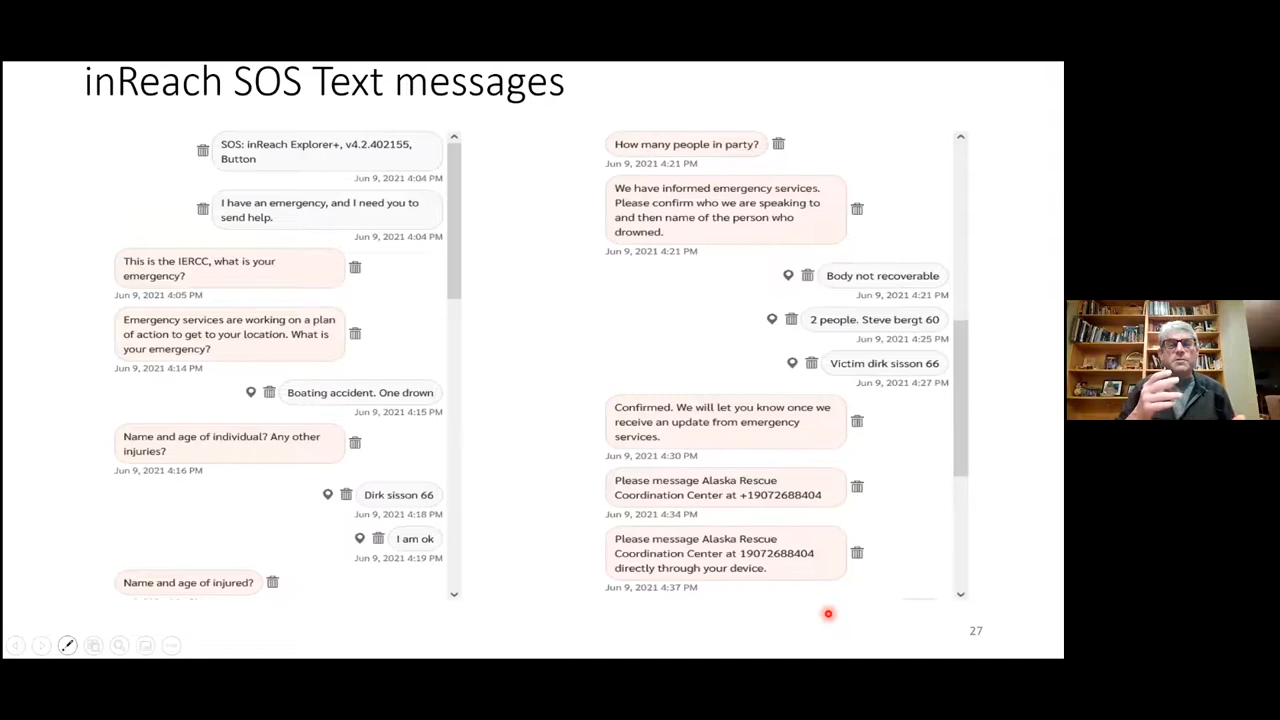 inReach SOS Text messages
SOS: inReach Explorer+, v4.2.402155,
Button
Jun 9, 2021 4:04 PM
I have an emergency, and I need you to
send help.
Jun 9, 2021 4:04 PM
This is the IERCC, what is your
emergency?
Jun 9, 2021 4:05 PM
Emergency services are working on a plan
of action to get to your location. What is
your emergency?
Jun 9, 2021 4:14 PM
Boating accident. One drown
Jun 9, 2021 4:15 PM
Name and age of individual? Any other
injuries?
Jun 9, 2021 4:16 PM
Dirk sisson 66
Jun 9, 2021 4:18 PM
I am ok
Jun 9, 2021 4:19 PM
Name and age of injured?
How many people in party?
Jun 9, 2021 4:21 PM
We have informed emergency services.
Please confirm who we are speaking to
and then name of the person who
drowned.
Jun 9, 2021 4:21 PM
Body not recoverable
Jun 9, 2021 4:21 PM
2 people. Steve bergt 60
Jun 9, 2021 4:25 PM
Victim dirk sisson 66
Jun 9, 2021 4:27 PM
Confirmed. We will let you know once we
receive an update from emergency
services.
Jun 9, 2021 4:30 PM
Please message Alaska Rescue
Coordination Center at +19072688404
Jun 9, 2021 4:34 PM
Please message Alaska Rescue
Coordination Center at 19072688404
directly through your device.
Jun 9, 2021 4:37 PM
27